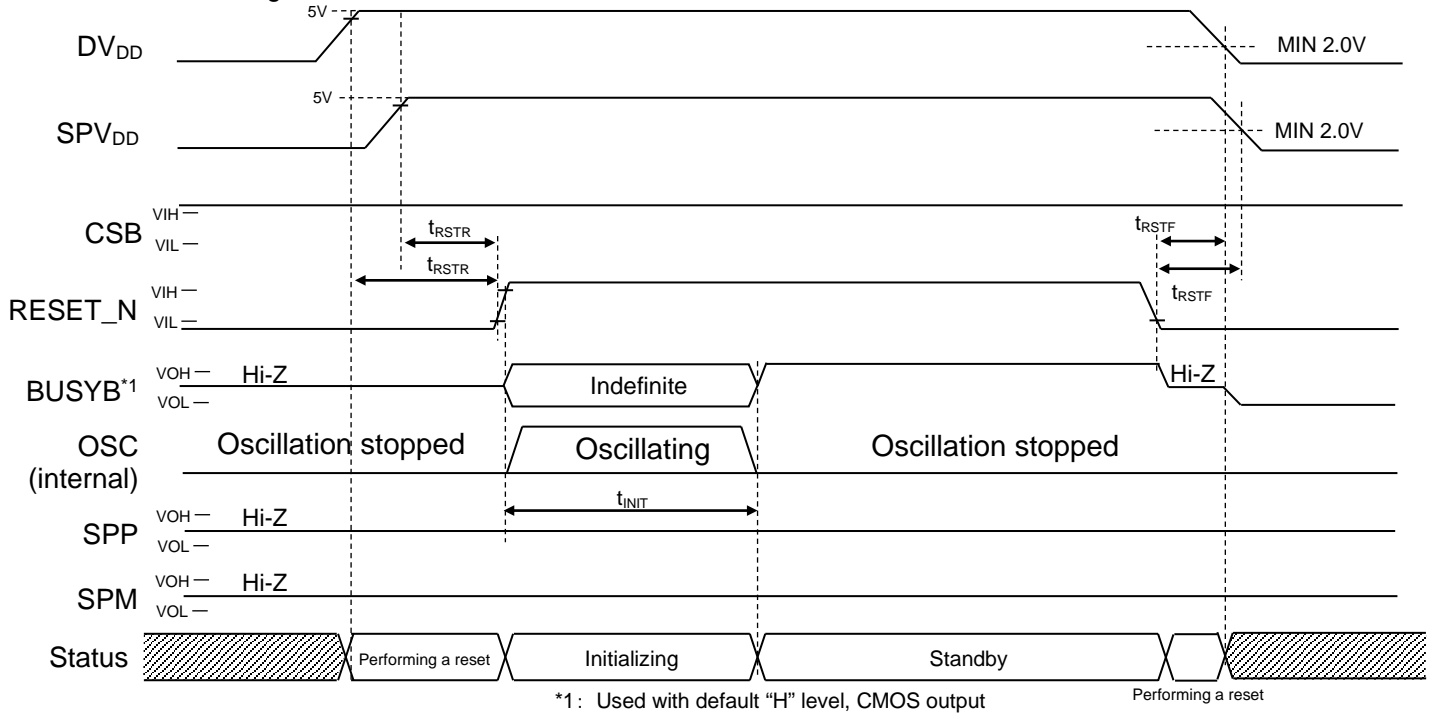 5V
DVDD
MIN 2.0V
5V
SPVDD
MIN 2.0V
VIH
CSB
VIL
tRSTR
tRSTF
tRSTR
tRSTF
VIH
RESET_N
VIL
VOH
Hi-Z
BUSYB*1
VOL
Indefinite
Hi-Z
OSC
(internal)
Oscillation stopped
Oscillating
Oscillation stopped
tINIT
VOH
Hi-Z
SPP
VOL
VOH
Hi-Z
SPM
VOL
Status
Performing a reset
Initializing
Standby
Performing a reset
*1: Used with default “H” level, CMOS output